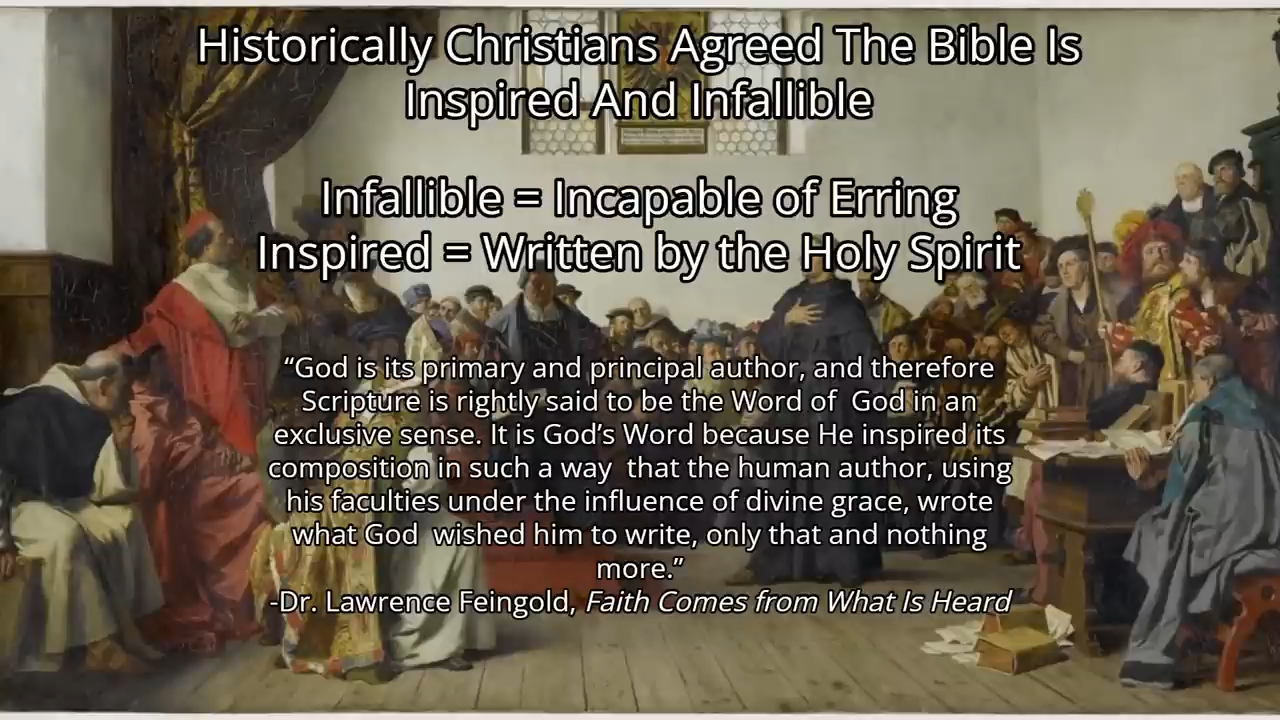 Historically Christians Agreed The Bible Is
Inspired And Infallible
Infallible = Incapable of Erring
Inspired = Written by the Holy Spirit
“God is its primary and principal author, and therefore
Scripture is rightly said to be the Word of  God in an
exclusive sense. It is God’s Word because He inspired its
composition in such a way  that the human author, using
his faculties under the influence of divine grace, wrote
what God  wished him to write, only that and nothing
more.”
-Dr. Lawrence Feingold, Faith Comes from What Is Heard